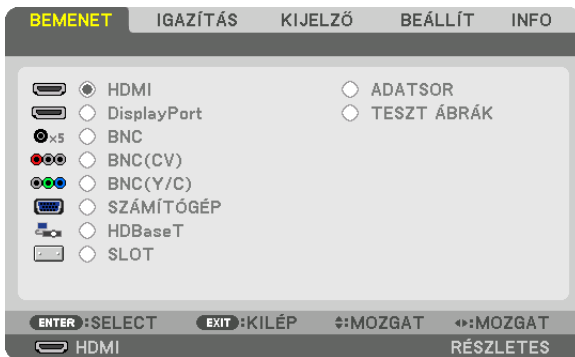 BEMENET IGAZÍTÁS KIJELZŐ BEÁLLÍT INFO
HDMI ADATSOR
DisplayPort TESZT ÁBRÁK
×5 BNC
BNC(CV)
BNC(Y/C)
SZÁMÍTÓGÉP
HDBaseT
SLOT
ENTER :SELECT EXIT :KILÉP :MOZGAT :MOZGAT
HDMI RÉSZLETES